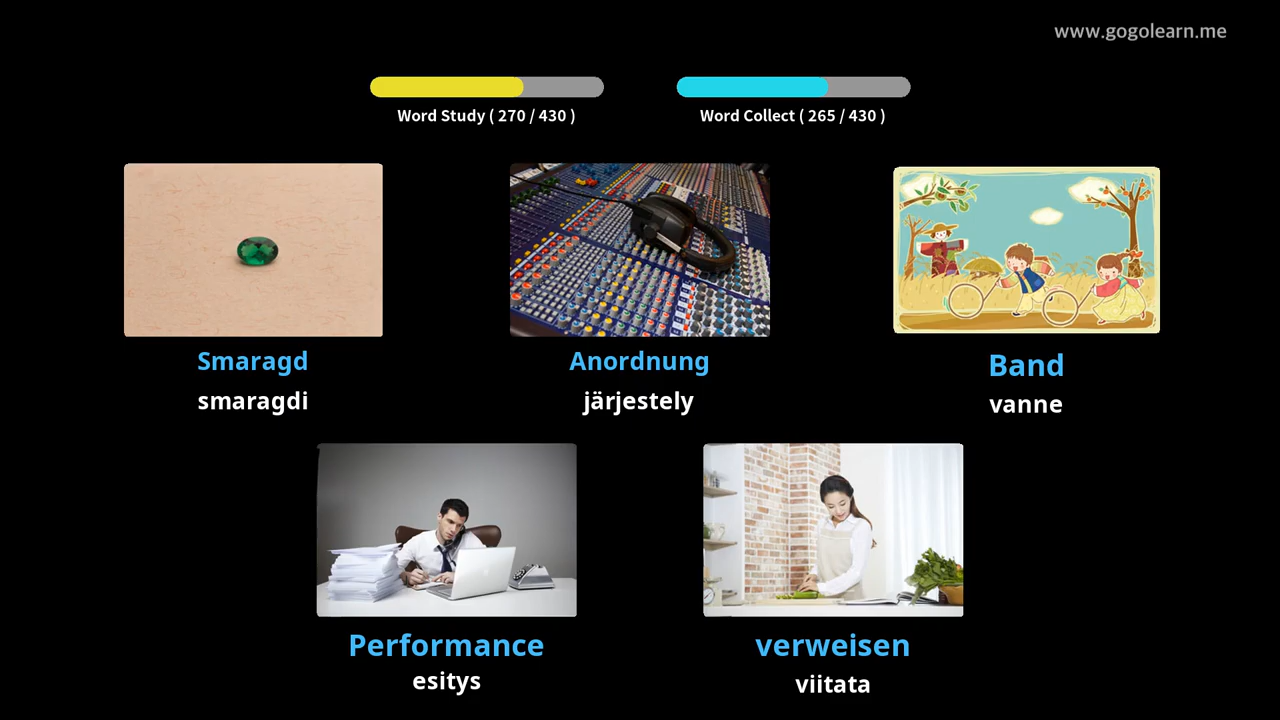 www.gogolearn.me
Word Study ( 270 / 430 )
Word Collect ( 265 / 430 )
Smaragd
smaragdi
Anordnung
järjestely
Band
vanne
Performance
esitys
verweisen
viitata